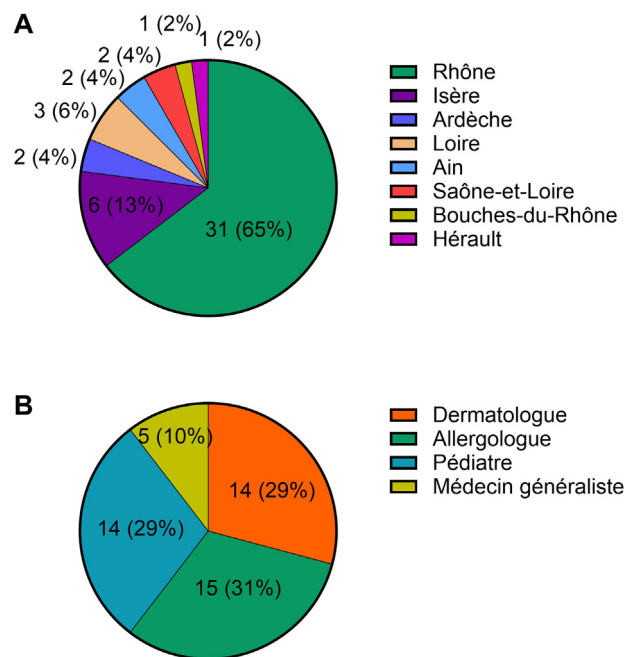 A
1 (2%)
1 (2%)
2 (4%)
2 (4%)
3 (6%)
2 (4%)
6 (13%)
31 (65%)
Rhône
Isère
Ardèche
Loire
Ain
Saône-et-Loire
Bouches-du-Rhône
Hérault
B
5 (10%)
14 (29%)
14 (29%)
15 (31%)
Dermatologue
Allergologue
Pédiatre
Médecin généraliste